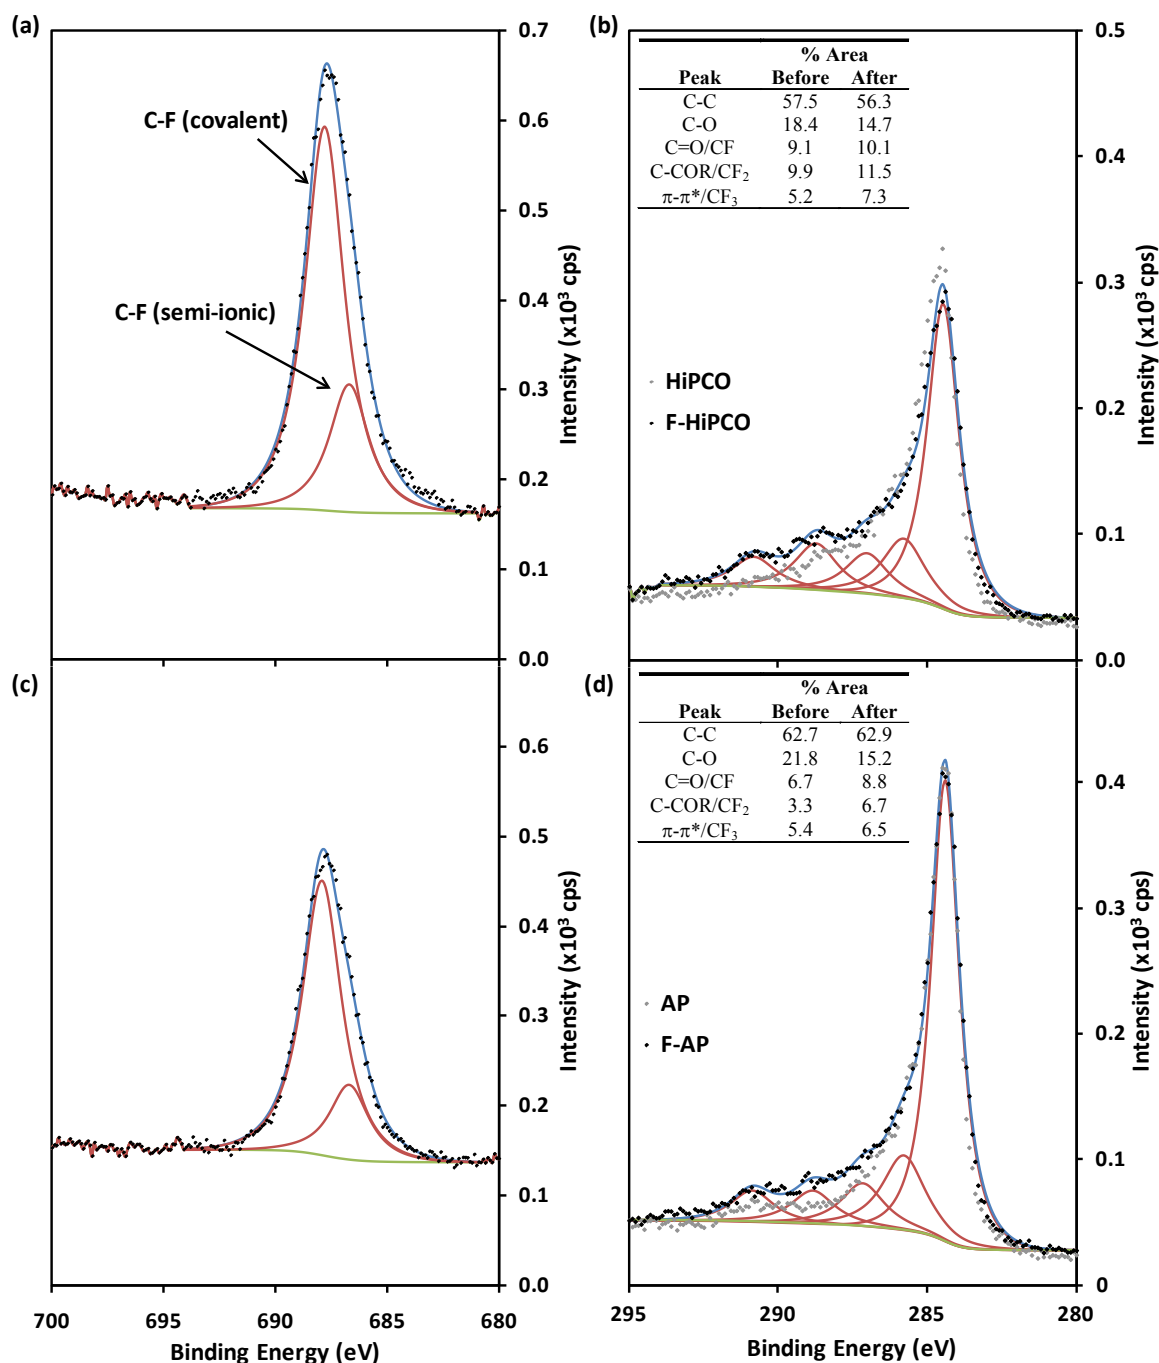 (a)
C-F (covalent)
C-F (semi-ionic)
0.7
0.6
0.5
0.4
0.3
0.2
0.1
0.0
Intensity (x10³ cps)
(b)
% Area
Peak Before After
C-C 57.5 56.3
C-O 18.4 14.7
C=O/CF 9.1 10.1
C-COR/CF₂ 9.9 11.5
π-π*/CF₃ 5.2 7.3
HiPCO
F-HiPCO
0.5
0.4
0.3
0.2
0.1
0.0
Intensity (x10³ cps)
(c)
0.6
0.5
0.4
0.3
0.2
0.1
0.0
Intensity (x10³ cps)
700 695 690 685 680
Binding Energy (eV)
(d)
% Area
Peak Before After
C-C 62.7 62.9
C-O 21.8 15.2
C=O/CF 6.7 8.8
C-COR/CF₂ 3.3 6.7
π-π*/CF₃ 5.4 6.5
AP
F-AP
0.4
0.3
0.2
0.1
0
Intensity (x10³ cps)
295 290 284 280
Binding Energy (eV)